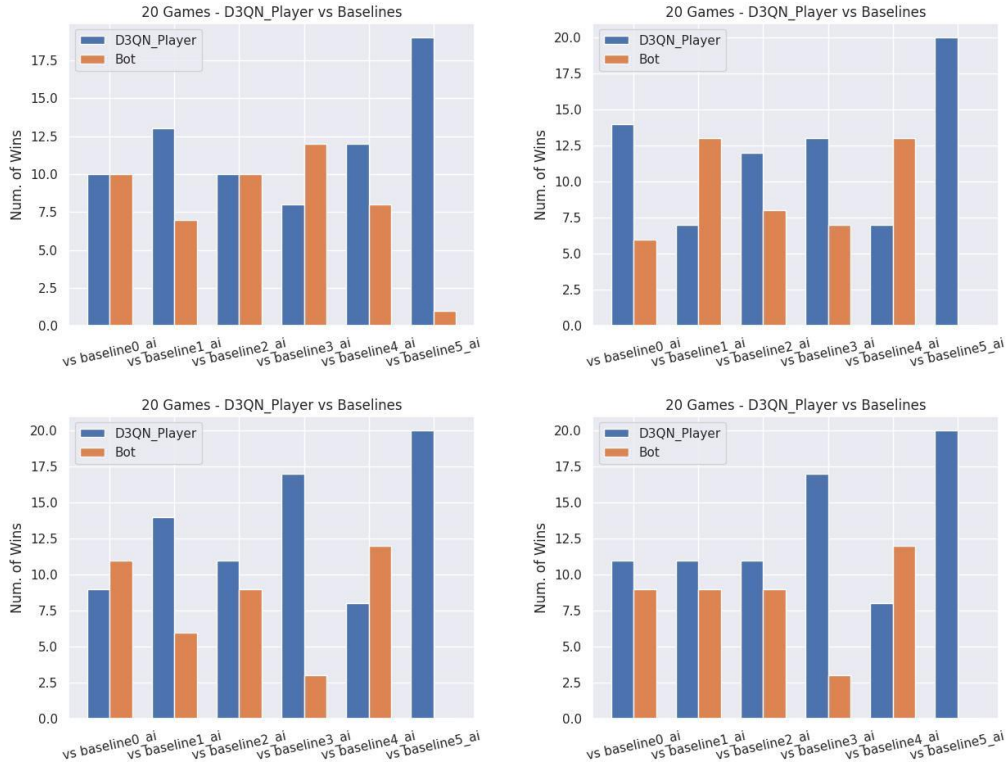 20 Games - D3QN_Player vs Baselines
D3QN_Player
Bot
Num. of Wins
17.5
15.0
12.5
10.0
7.5
5.0
2.5
0.0
vs baseline0_ai
vs baseline1_ai
vs baseline2_ai
vs baseline3_ai
vs baseline4_ai
vs baseline5_ai
20 Games - D3QN_Player vs Baselines
D3QN_Player
Bot
Num. of Wins
20.0
17.5
15.0
12.5
10.0
7.5
5.0
2.5
0.0
vs baseline0_ai
vs baseline1_ai
vs baseline2_ai
vs baseline3_ai
vs baseline4_ai
vs baseline5_ai
20 Games - D3QN_Player vs Baselines
D3QN_Player
Bot
Num. of Wins
20.0
17.5
15.0
12.5
10.0
7.5
5.0
2.5
0.0
vs baseline0_ai
vs baseline1_ai
vs baseline2_ai
vs baseline3_ai
vs baseline4_ai
vs baseline5_ai
20 Games - D3QN_Player vs Baselines
D3QN_Player
Bot
Num. of Wins
20.0
17.5
15.0
12.5
10.0
7.5
5.0
2.5
0.0
vs baseline0_ai
vs baseline1_ai
vs baseline2_ai
vs baseline3_ai
vs baseline4_ai
vs baseline5_ai